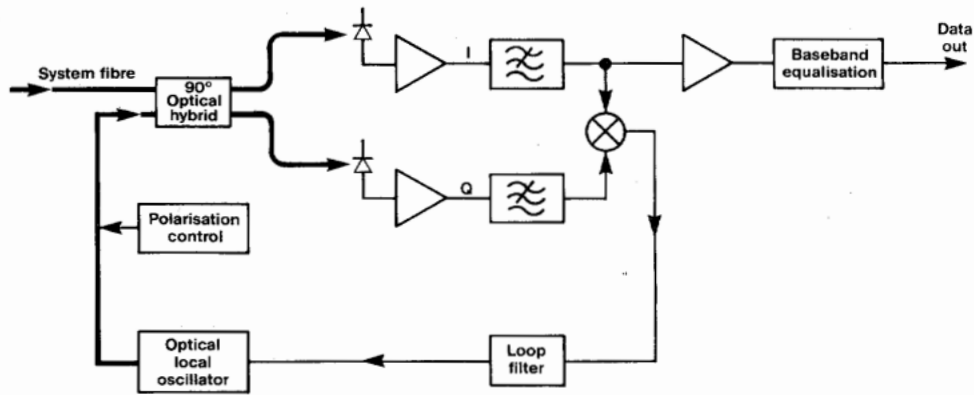 System fibre
90°
Optical
hybrid
I
Q
Baseband
equalisation
Data
out
Polarisation
control
Optical
local
oscillator
Loop
filter